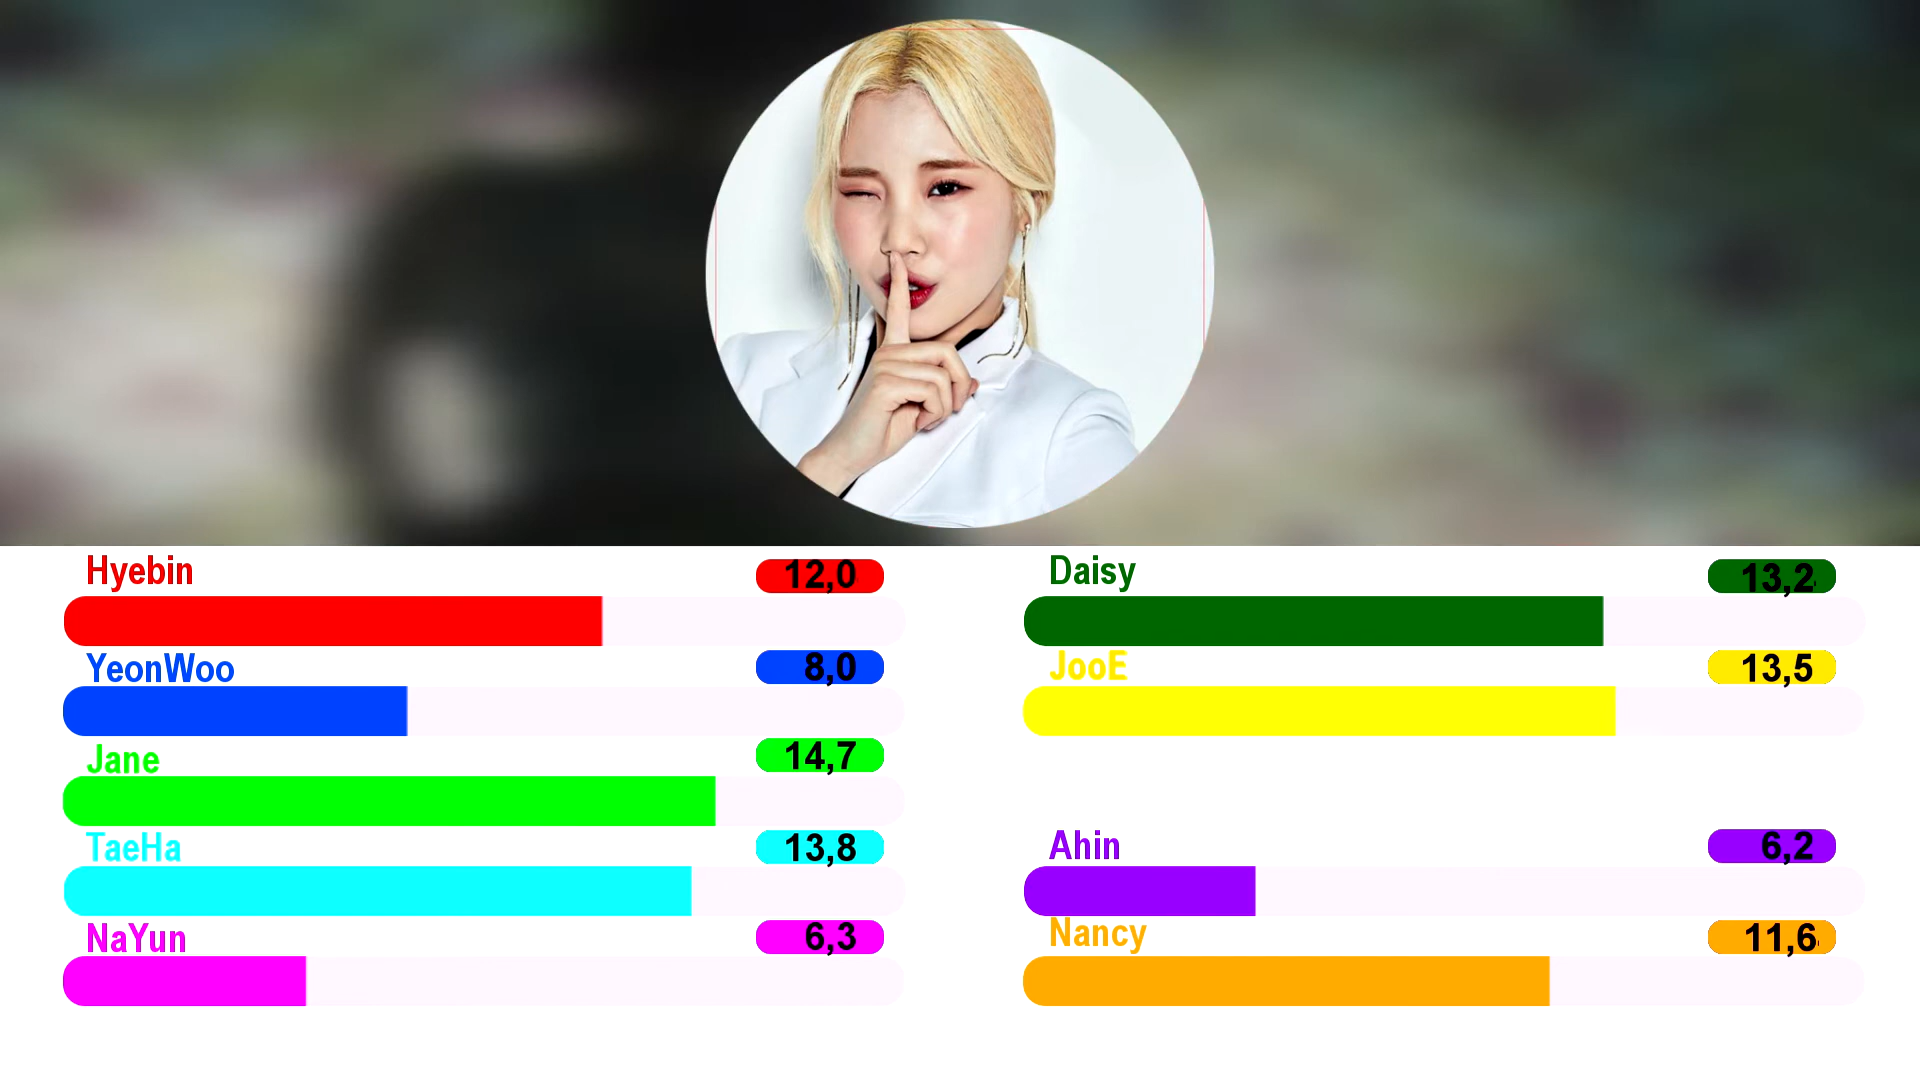 Hyebin 12,0
YeonWoo 8,0
Jane 14,7
TaeHa 13,8
NaYun 6,3
Daisy 13,2
JooE 13,5
Ahin 6,2
Nancy 11,6